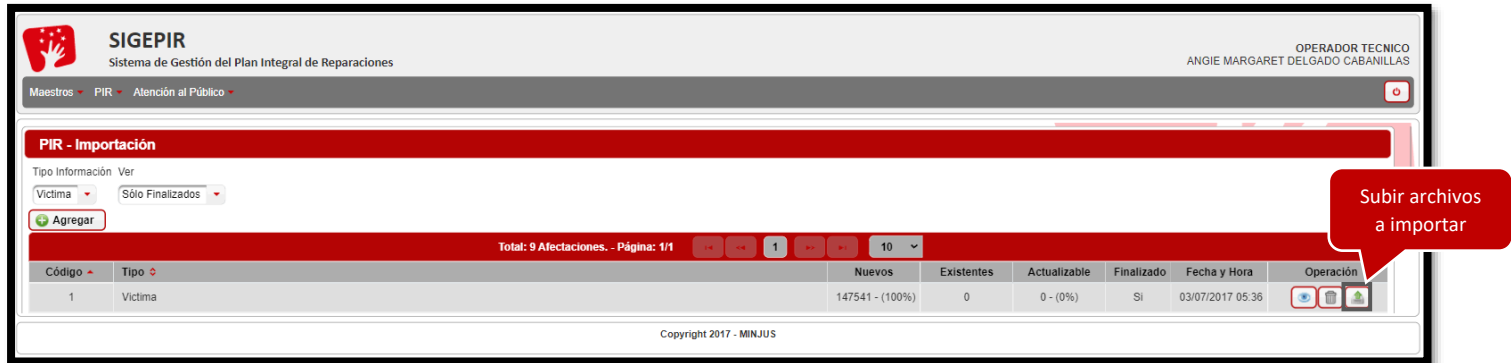 SIGEPIR
Sistema de Gestión del Plan Integral de Reparaciones
OPERADOR TECNICO
ANGIE MARGARET DELGADO CABANILLAS
Maestros PIR Atención al Público
PIR - Importación
Tipo Información Ver
Victima Sólo Finalizados
Agregar
Subir archivos
a importar
Total: 9 Afectaciones. - Página: 1/1 1 10
Código Tipo Nuevos Existentes Actualizable Finalizado Fecha y Hora Operación
1 Victima 147541 - (100%) 0 0 - (0%) Si 03/07/2017 05:36
Copyright 2017 - MINJUS